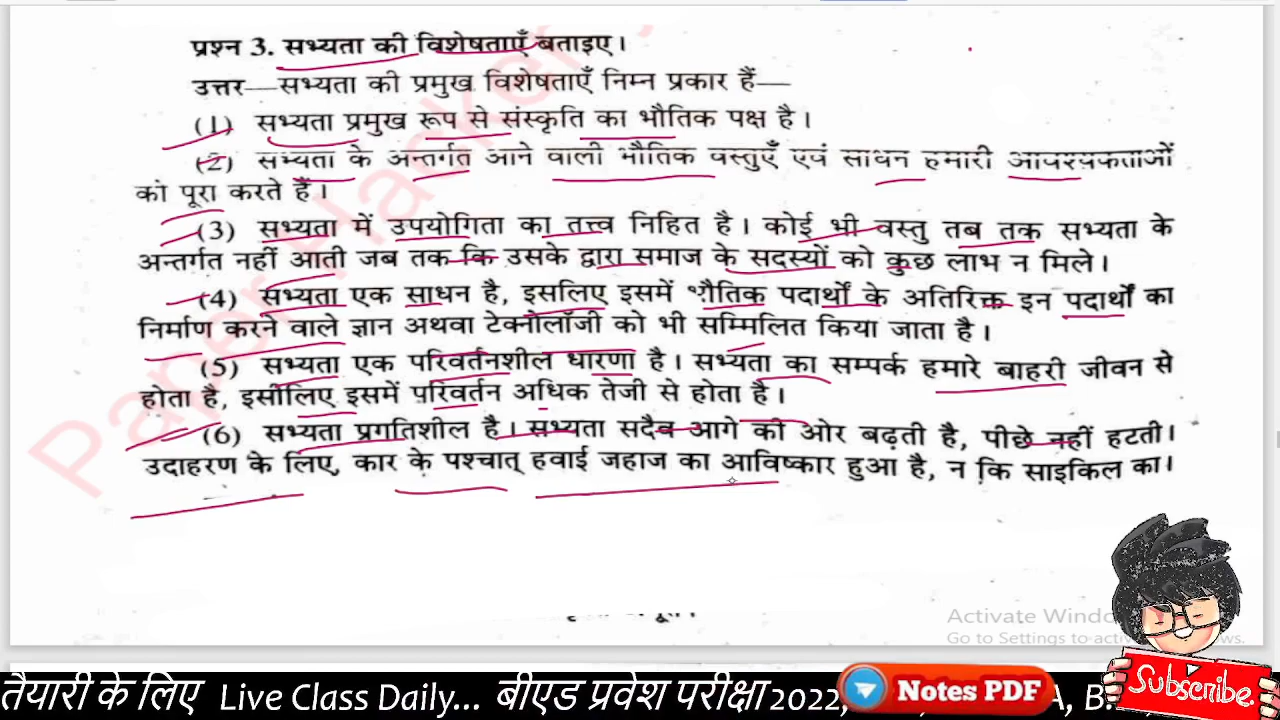 प्रश्न 3. सभ्यता की विशेषताएँ बताइए।
उत्तर—सभ्यता की प्रमुख विशेषताएँ निम्न प्रकार हैं—
(1) सभ्यता प्रमुख रूप से संस्कृति का भौतिक पक्ष है।
(2) सभ्यता के अन्तर्गत आने वाली भौतिक वस्तुएँ एवं साधन हमारी आवश्यकताओं
को पूरा करते हैं।
(3) सभ्यता में उपयोगिता का तत्त्व निहित है। कोई भी वस्तु तब तक सभ्यता के
अन्तर्गत नहीं आती जब तक कि उसके द्वारा समाज के सदस्यों को कुछ लाभ न मिले।
(4) सभ्यता एक साधन है, इसलिए इसमें भौतिक पदार्थों के अतिरिक्त इन पदार्थों का
निर्माण करने वाले ज्ञान अथवा टेक्नोलॉजी को भी सम्मिलित किया जाता है।
(5) सभ्यता एक परिवर्तनशील धारणा है। सभ्यता का सम्पर्क हमारे बाहरी जीवन से
होता है, इसीलिए इसमें परिवर्तन अधिक तेजी से होता है।
(6) सभ्यता प्रगतिशील है। सभ्यता सदैव आगे की ओर बढ़ती है, पीछे नहीं हटती।
उदाहरण के लिए, कार के पश्चात् हवाई जहाज का आविष्कार हुआ है, न कि साइकिल का।
Paper Hacker
Activate Windo
Go to Settings to activ ws.
तैयारी के लिए Live Class Daily... बीएड प्रवेश परीक्षा 2022, Notes PDF A, B.
Subscribe.